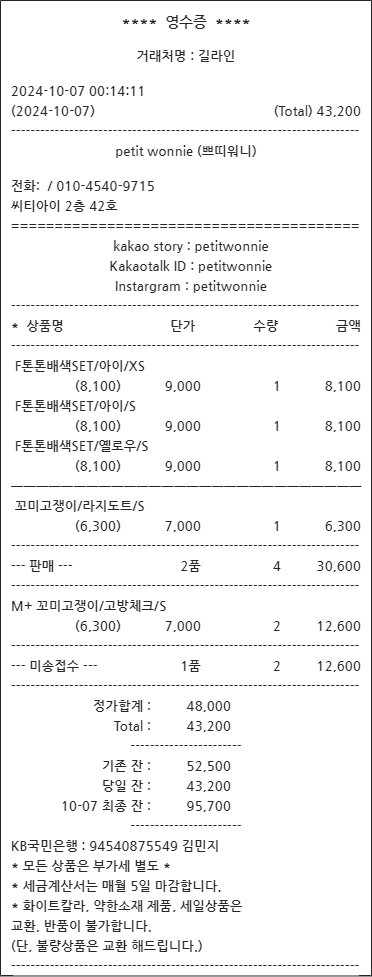 **** 영수증 ****
거래처명 : 길라인
2024-10-07 00:14:11
(2024-10-07) (Total) 43,200
petit wonnie (쁘띠워니)
전화: / 010-4540-9715
씨티아이 2층 42호
kakao story : petitwonnie
Kakaotalk ID : petitwonnie
Instargram : petitwonnie
* 상품명 단가 수량 금액
F톤톤배색SET/아이/XS
(8,100) 9,000 1 8,100
F톤톤배색SET/아이/S
(8,100) 9,000 1 8,100
F톤톤배색SET/옐로우/S
(8,100) 9,000 1 8,100
꼬미고쟁이/라지도트/S
(6,300) 7,000 1 6,300
--- 판매 --- 2품 4 30,600
M+ 꼬미고쟁이/고방체크/S
(6,300) 7,000 2 12,600
--- 미송접수 --- 1품 2 12,600
정가합계 : 48,000
Total : 43,200
기존 잔 : 52,500
당일 잔 : 43,200
10-07 최종 잔 : 95,700
KB국민은행 : 94540875549 김민지
* 모든 상품은 부가세 별도 *
* 세금계산서는 매월 5일 마감합니다.
* 화이트칼라, 약한소재 제품, 세일상품은
교환, 반품이 불가합니다.
(단, 불량상품은 교환 해드립니다.)